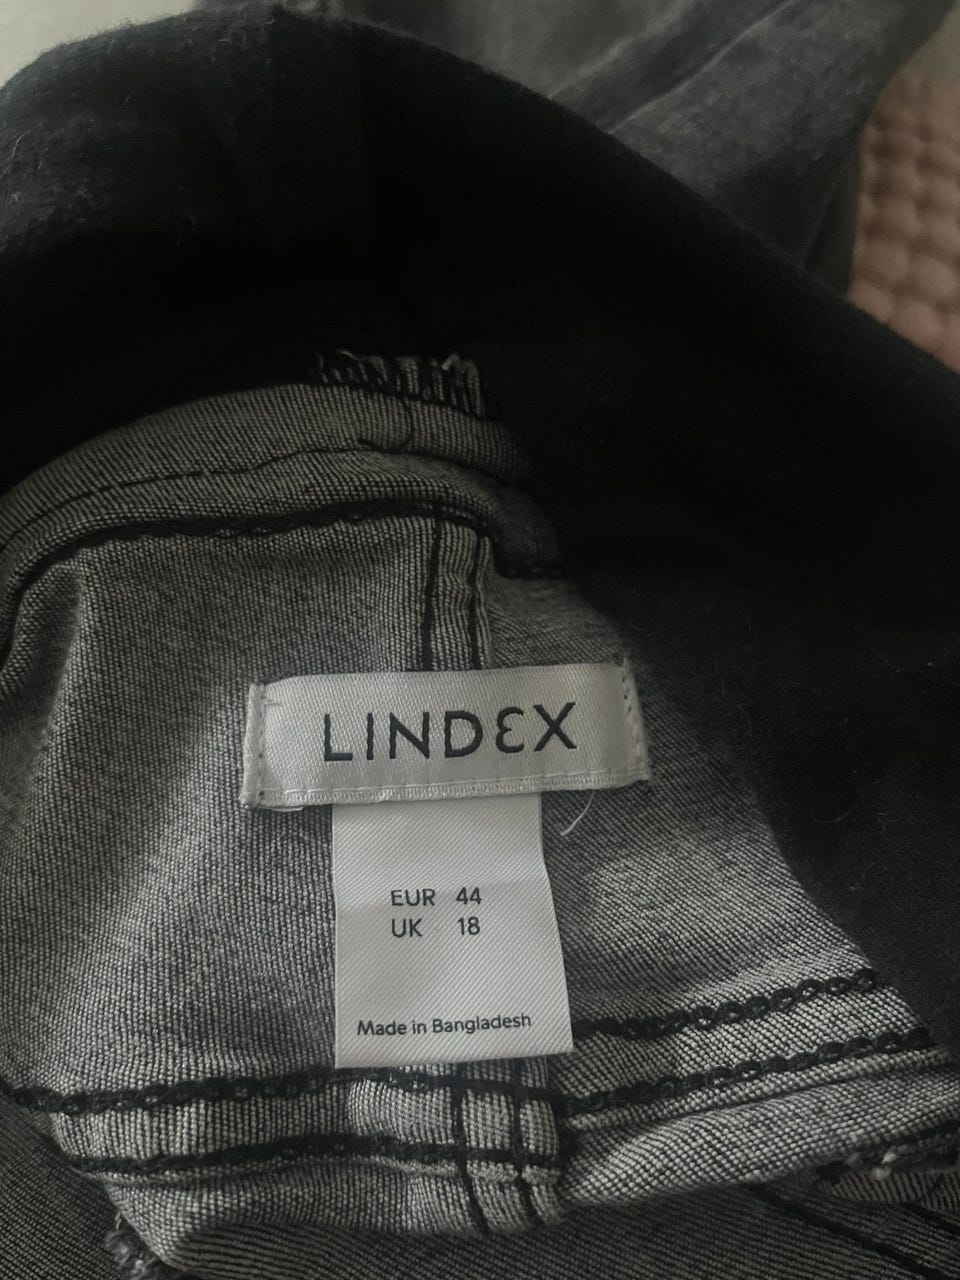 LINDEX
EUR 44
UK 18
Made in Bangladesh